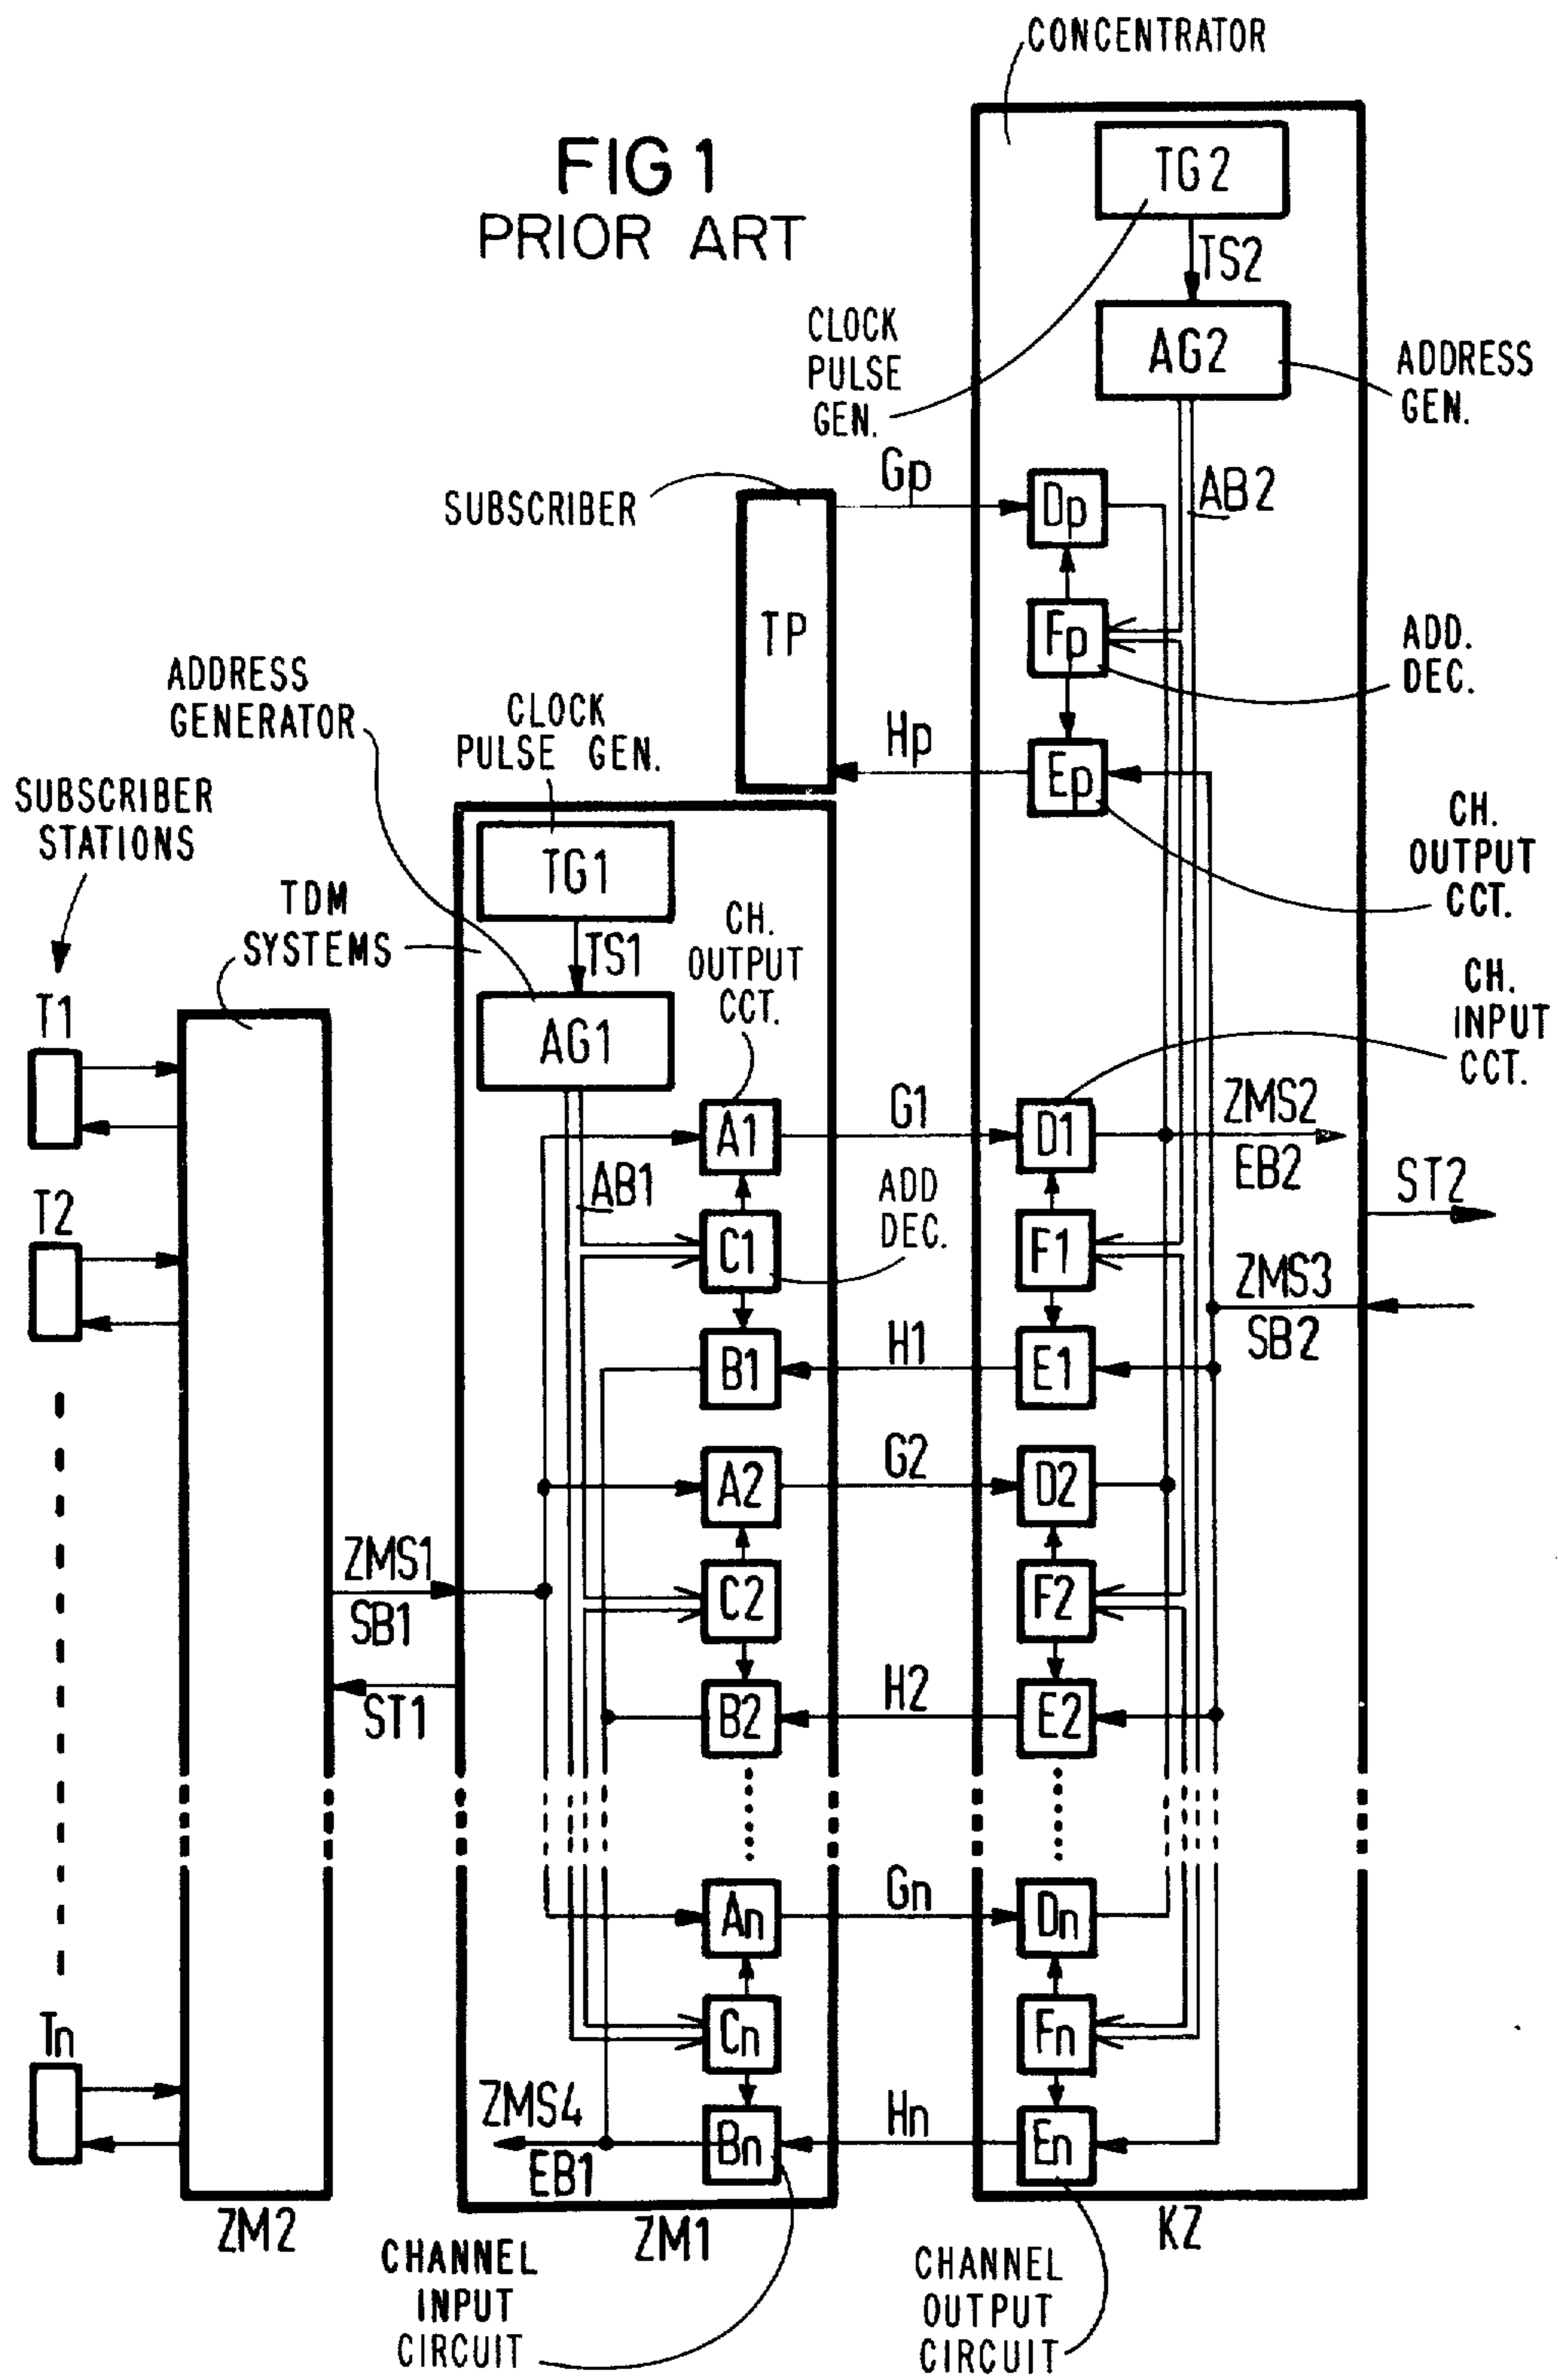 CONCENTRATOR
FIG 1
PRIOR ART
TG2
TS2
CLOCK
PULSE
GEN.
AG2
ADDRESS
GEN.
SUBSCRIBER
Gp
Dp
AB2
TP
Fp
ADD.
DEC.
ADDRESS
GENERATOR
CLOCK
PULSE GEN.
Hp
Ep
SUBSCRIBER
STATIONS
CH.
OUTPUT
CCT.
TDM
SYSTEMS
TG1
TS1
CH.
OUTPUT
CCT.
CH.
INPUT
CCT.
T1
AG1
A1
G1
D1
ZMS2
EB2
AB1
ADD
DEC.
ST2
T2
C1
F1
ZMS3
SB2
B1
H1
E1
A2
G2
D2
ZMS1
SB1
C2
F2
ST1
B2
H2
E2
An
Gn
Dn
Tn
Cn
Fn
ZMS4
EB1
Bn
Hn
En
ZM2
ZM1
KZ
CHANNEL
INPUT
CIRCUIT
CHANNEL
OUTPUT
CIRCUIT